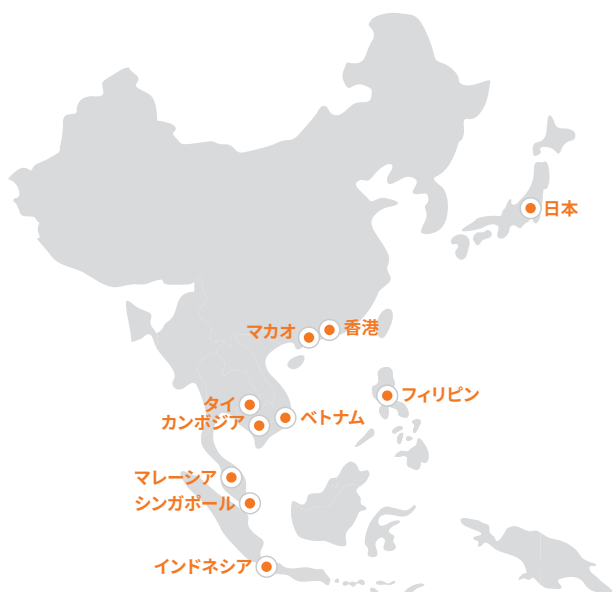 日本
香港
マカオ
フィリピン
タイ
ベトナム
カンボジア
マレーシア
シンガポール
インドネシア